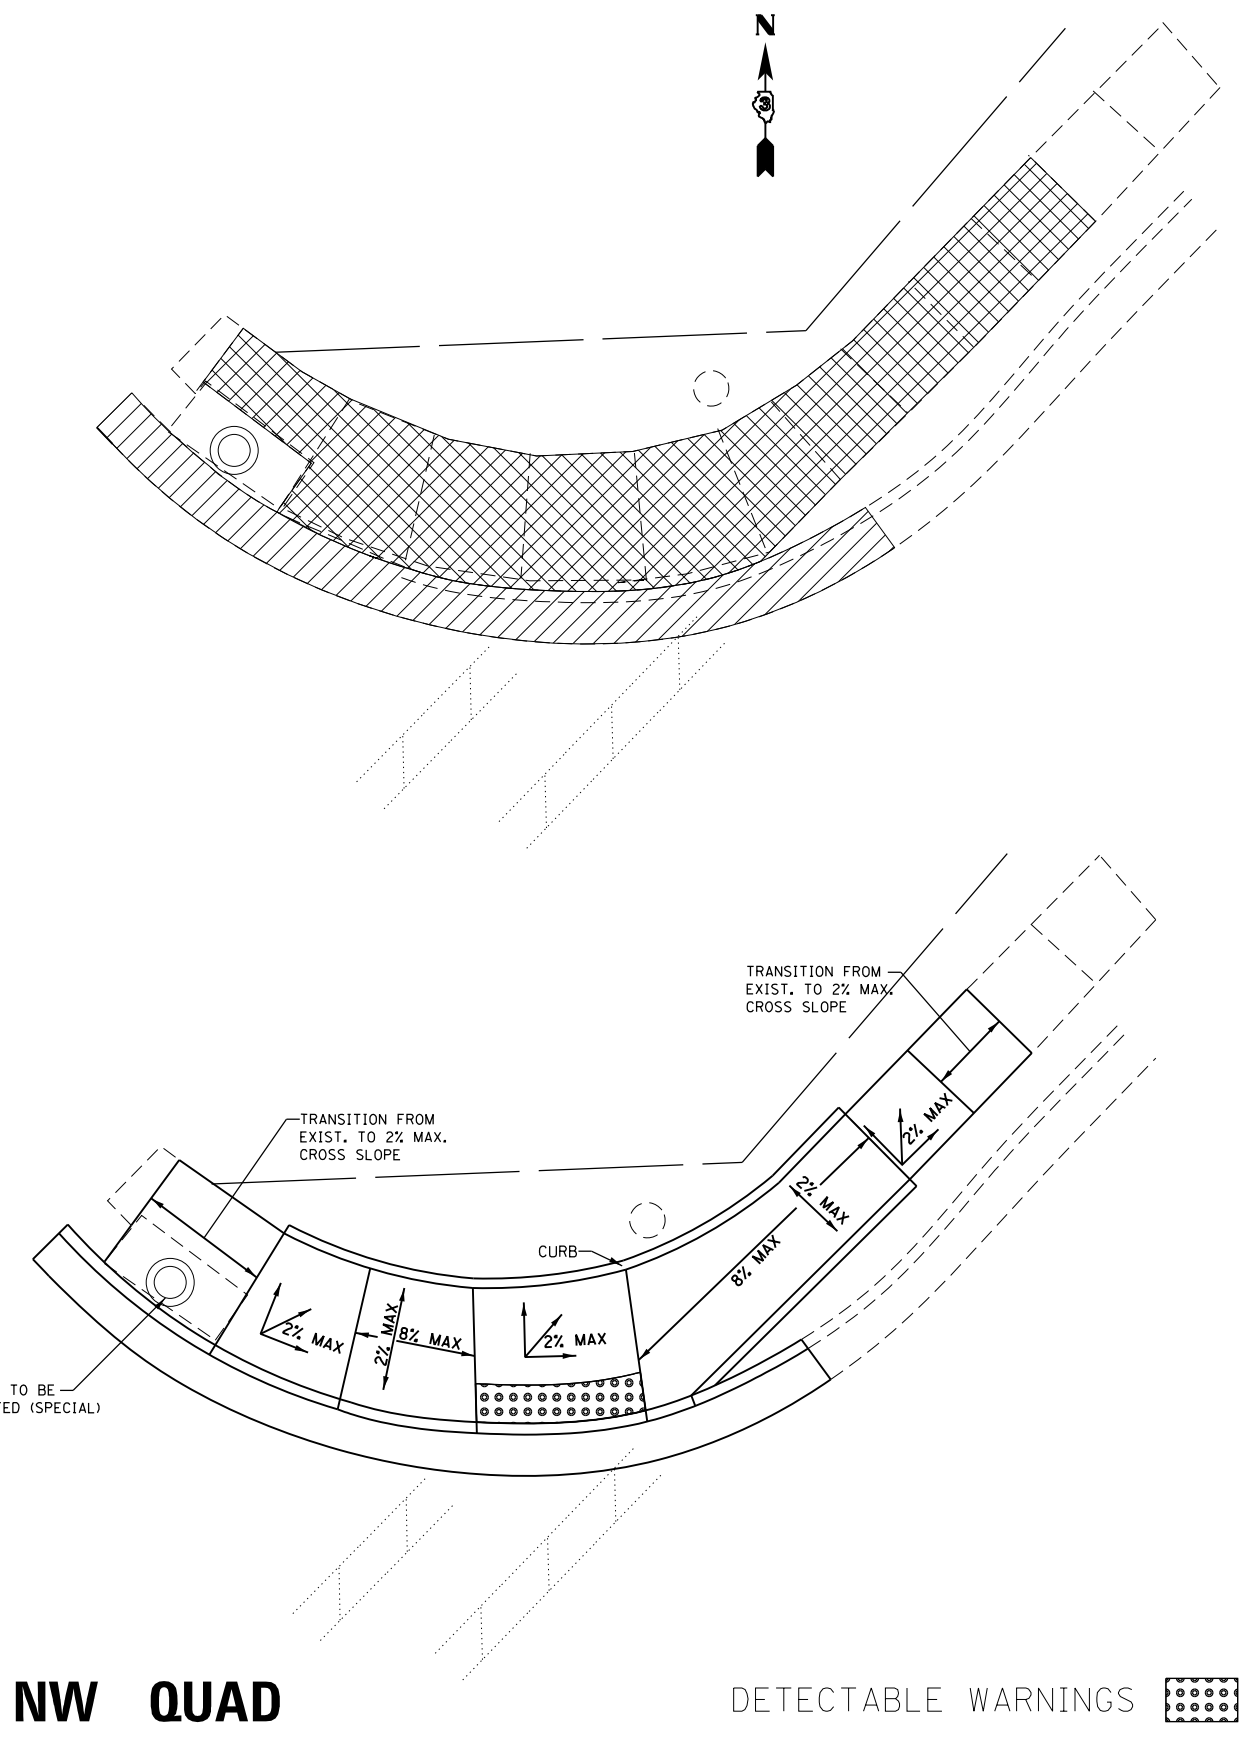 N
3
TRANSITION FROM
EXIST. TO 2% MAX.
CROSS SLOPE
2% MAX
TRANSITION FROM
EXIST. TO 2% MAX.
CROSS SLOPE
2% MAX
CURB
8% MAX
2% MAX
2% MAX
8% MAX
2% MAX
TO BE
TED (SPECIAL)
NW QUAD
DETECTABLE WARNINGS